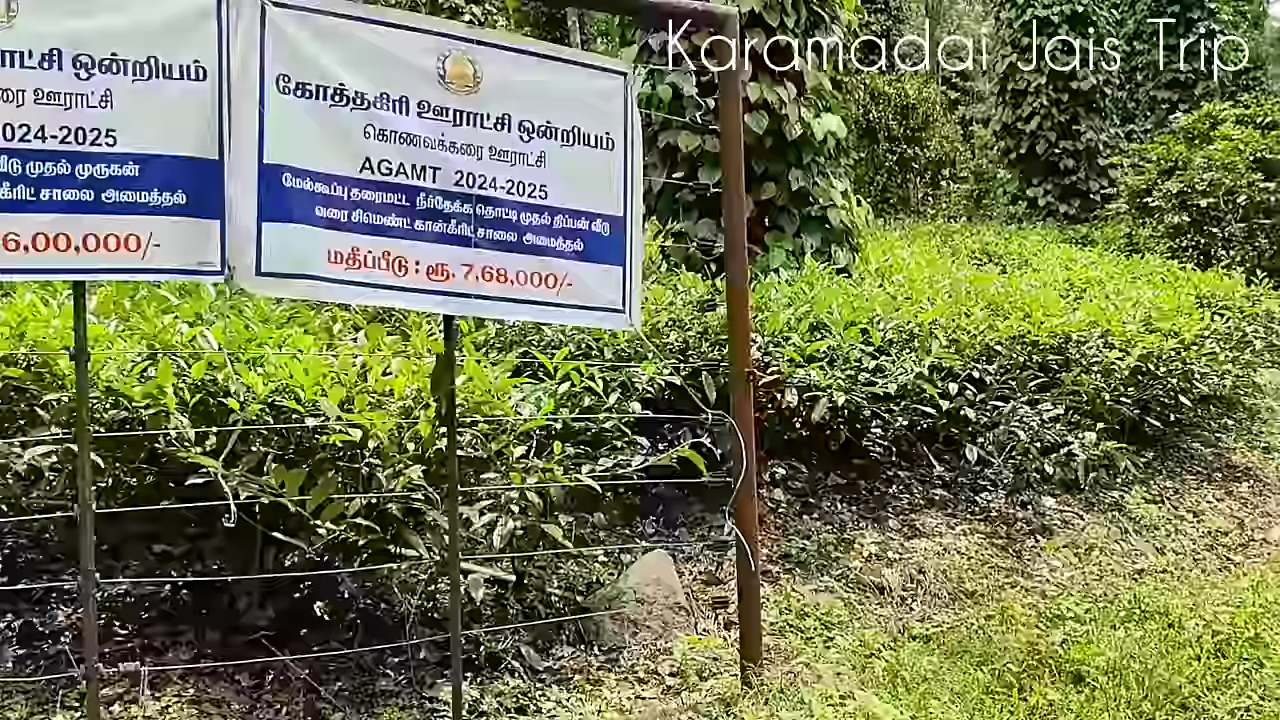 Karamadai Jais Trip
ாட்சி ஒன்றியம்
ரை ஊராட்சி
024-2025
வீடு முதல் முருகன்
கீரிட் சாலை அமைத்தல்
6,00,000/-
கோத்தகிரி ஊராட்சி ஒன்றியம்
கொணவக்கரை ஊராட்சி
AGAMT 2024-2025
மேல்கூப்பு தரைமட்ட நீர்தேக்க தொட்டி முதல் திப்பன் வீடு
வரை சிமெண்ட் கான்கீரிட் சாலை அமைத்தல்
மதீப்பீடு : ரூ. 7,68,000/-